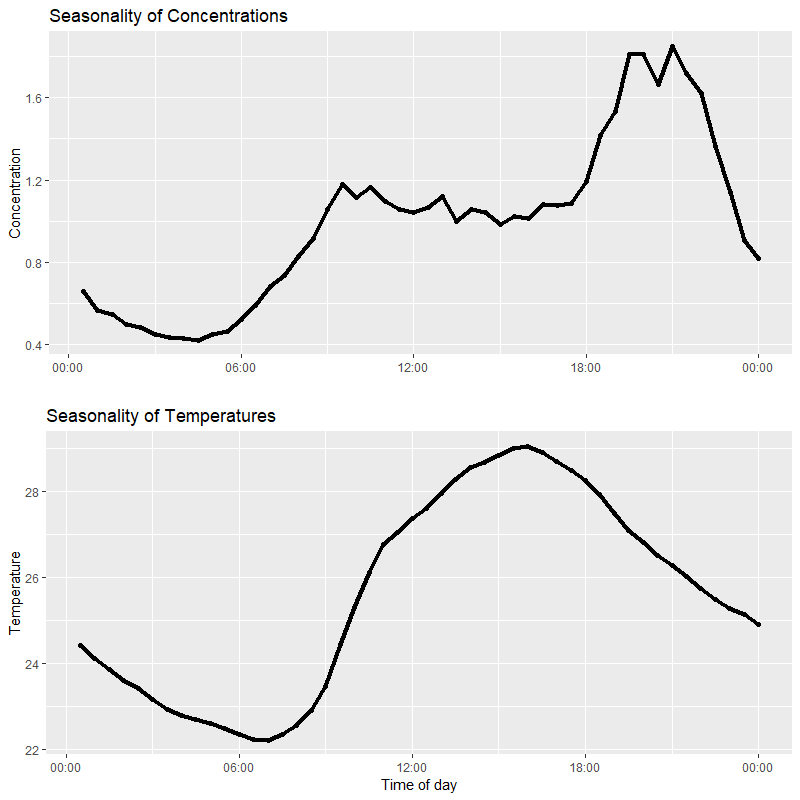 Seasonality of Concentrations
Concentration
1.6
1.2
0.8
0.4
00:00 06:00 12:00 18:00 00:00
Seasonality of Temperatures
Temperature
28
26
24
22
00:00 06:00 12:00 18:00 00:00
Time of day